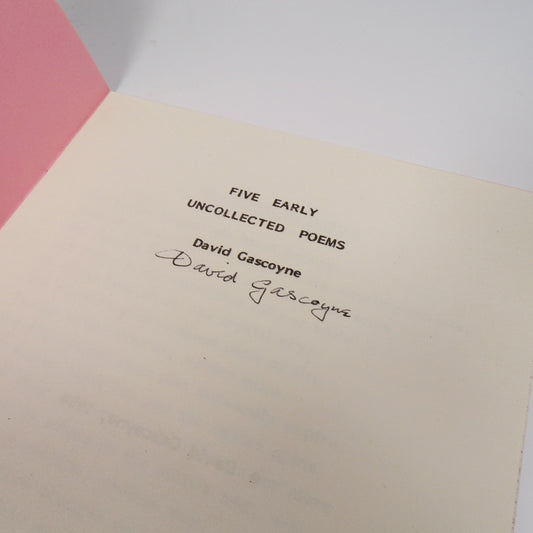 FIVE EARLY
UNCOLLECTED POEMS
David Gascoyne
David Gascoyne